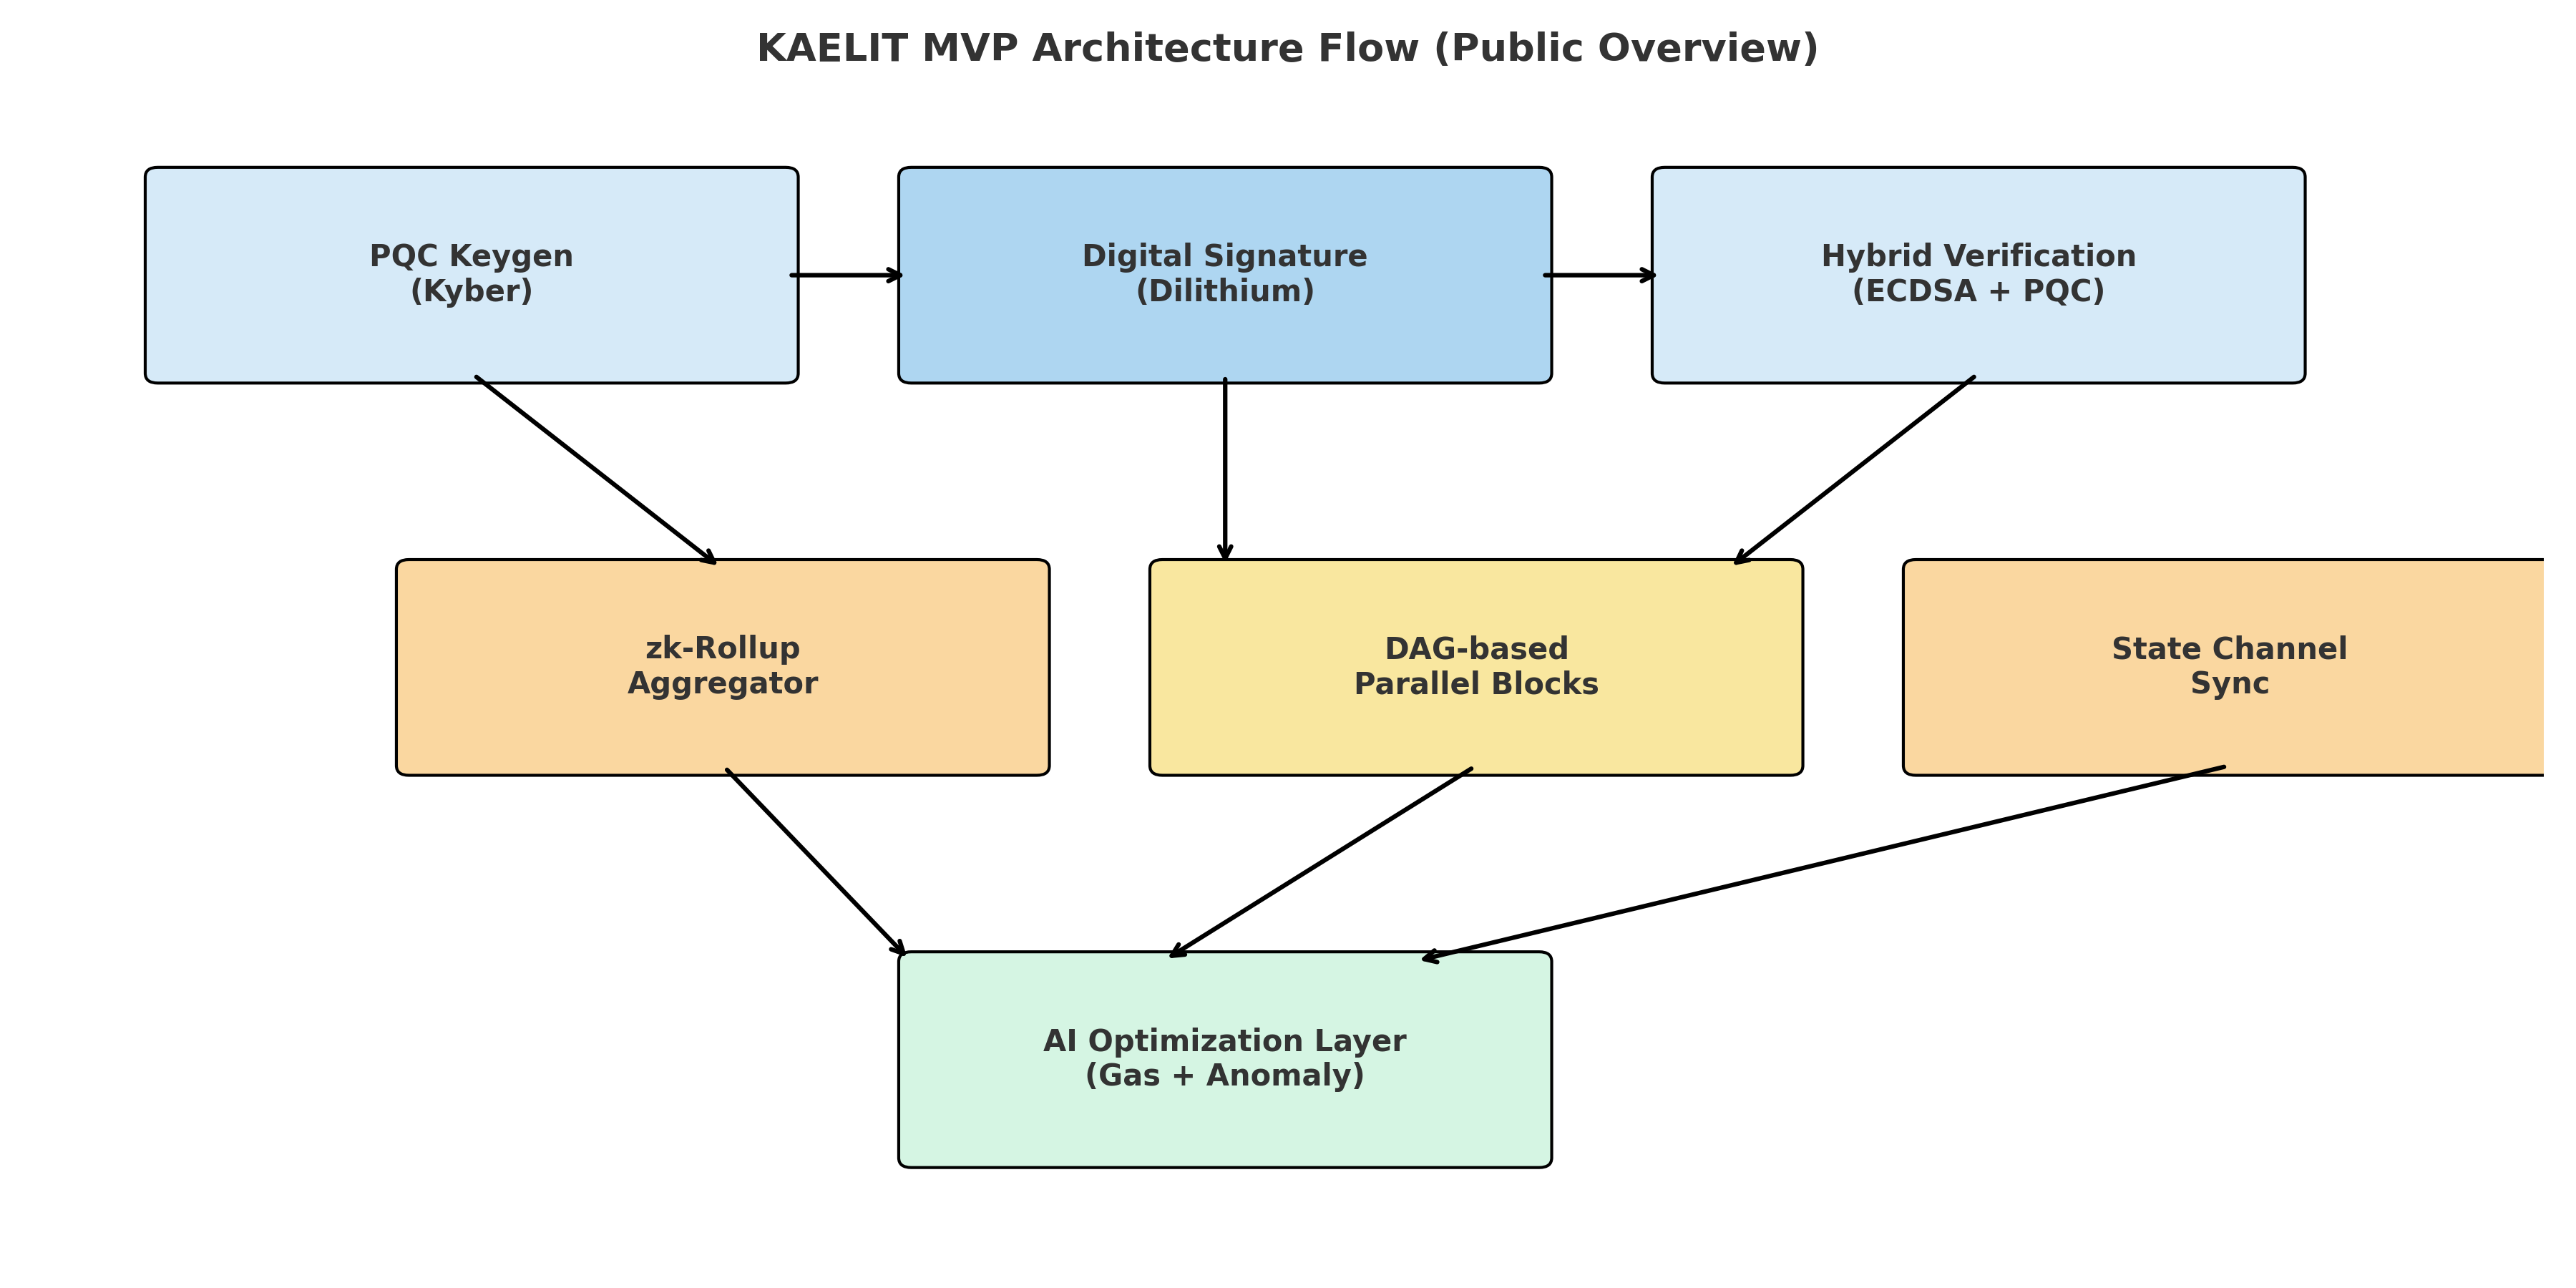 KAELIT MVP Architecture Flow (Public Overview)
PQC Keygen
(Kyber)
Digital Signature
(Dilithium)
Hybrid Verification
(ECDSA + PQC)
zk-Rollup
Aggregator
DAG-based
Parallel Blocks
State Channel
Sync
AI Optimization Layer
(Gas + Anomaly)